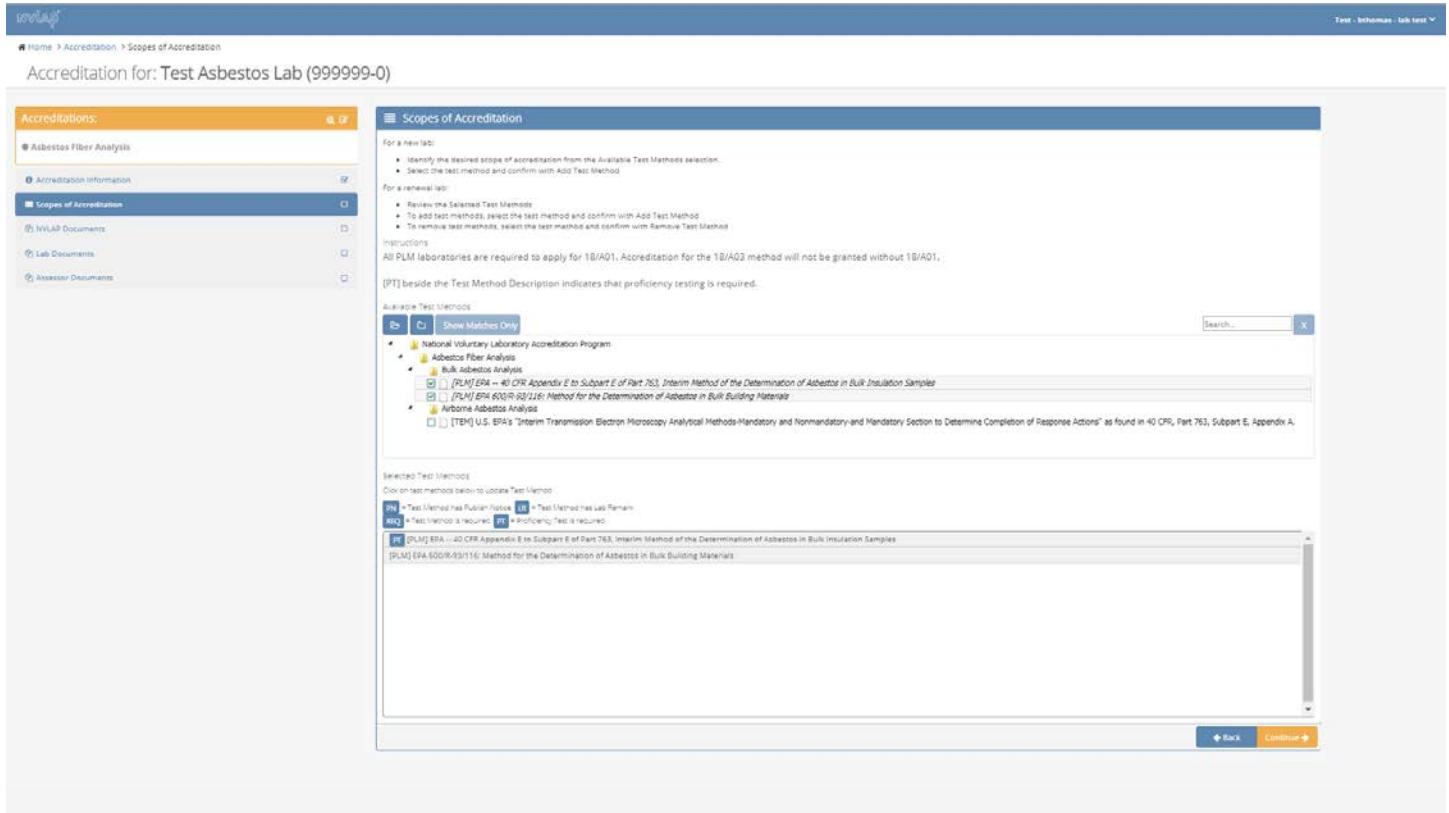 nvlap
Test - bthomas - lab test
Home > Accreditation > Scopes of Accreditation
Accreditation for: Test Asbestos Lab (999999-0)
Accreditations:
Asbestos Fiber Analysis
Accreditation Information
Scopes of Accreditation
NVLAP Documents
Lab Documents
Assessor Documents
Scopes of Accreditation
For a new lab:
• Identify the desired scope of accreditation from the Available Test Methods selection.
• Select the test method and confirm with Add Test Method
For a renewal lab:
• Review the Selected Test Methods
• To add test methods, select the test method and confirm with Add Test Method
• To remove test methods, select the test method and confirm with Remove Test Method
Instructions
All PLM laboratories are required to apply for 18/A01. Accreditation for the 18/A03 method will not be granted without 18/A01.
[PT] beside the Test Method Description indicates that proficiency testing is required.
Available Test Methods
Show Matches Only
Search...
X
National Voluntary Laboratory Accreditation Program
Asbestos Fiber Analysis
Bulk Asbestos Analysis
[PLM] EPA -- 40 CFR Appendix E to Subpart E of Part 763, Interim Method of the Determination of Asbestos in Bulk Insulation Samples
[PLM] EPA 600/R-93/116: Method for the Determination of Asbestos in Bulk Building Materials
Airborne Asbestos Analysis
[TEM] U.S. EPA's "Interim Transmission Electron Microscopy Analytical Methods-Mandatory and Nonmandatory-and Mandatory Section to Determine Completion of Response Actions" as found in 40 CFR, Part 763, Subpart E, Appendix A.
Selected Test Methods
Click on test methods below to update Test Method
PN = Test Method has Publish Notice LR = Test Method has Lab Remark
REQ = Test Method is required PT = Proficiency Test is required
PT [PLM] EPA -- 40 CFR Appendix E to Subpart E of Part 763, Interim Method of the Determination of Asbestos in Bulk Insulation Samples
[PLM] EPA 600/R-93/116: Method for the Determination of Asbestos in Bulk Building Materials
Back
Continue